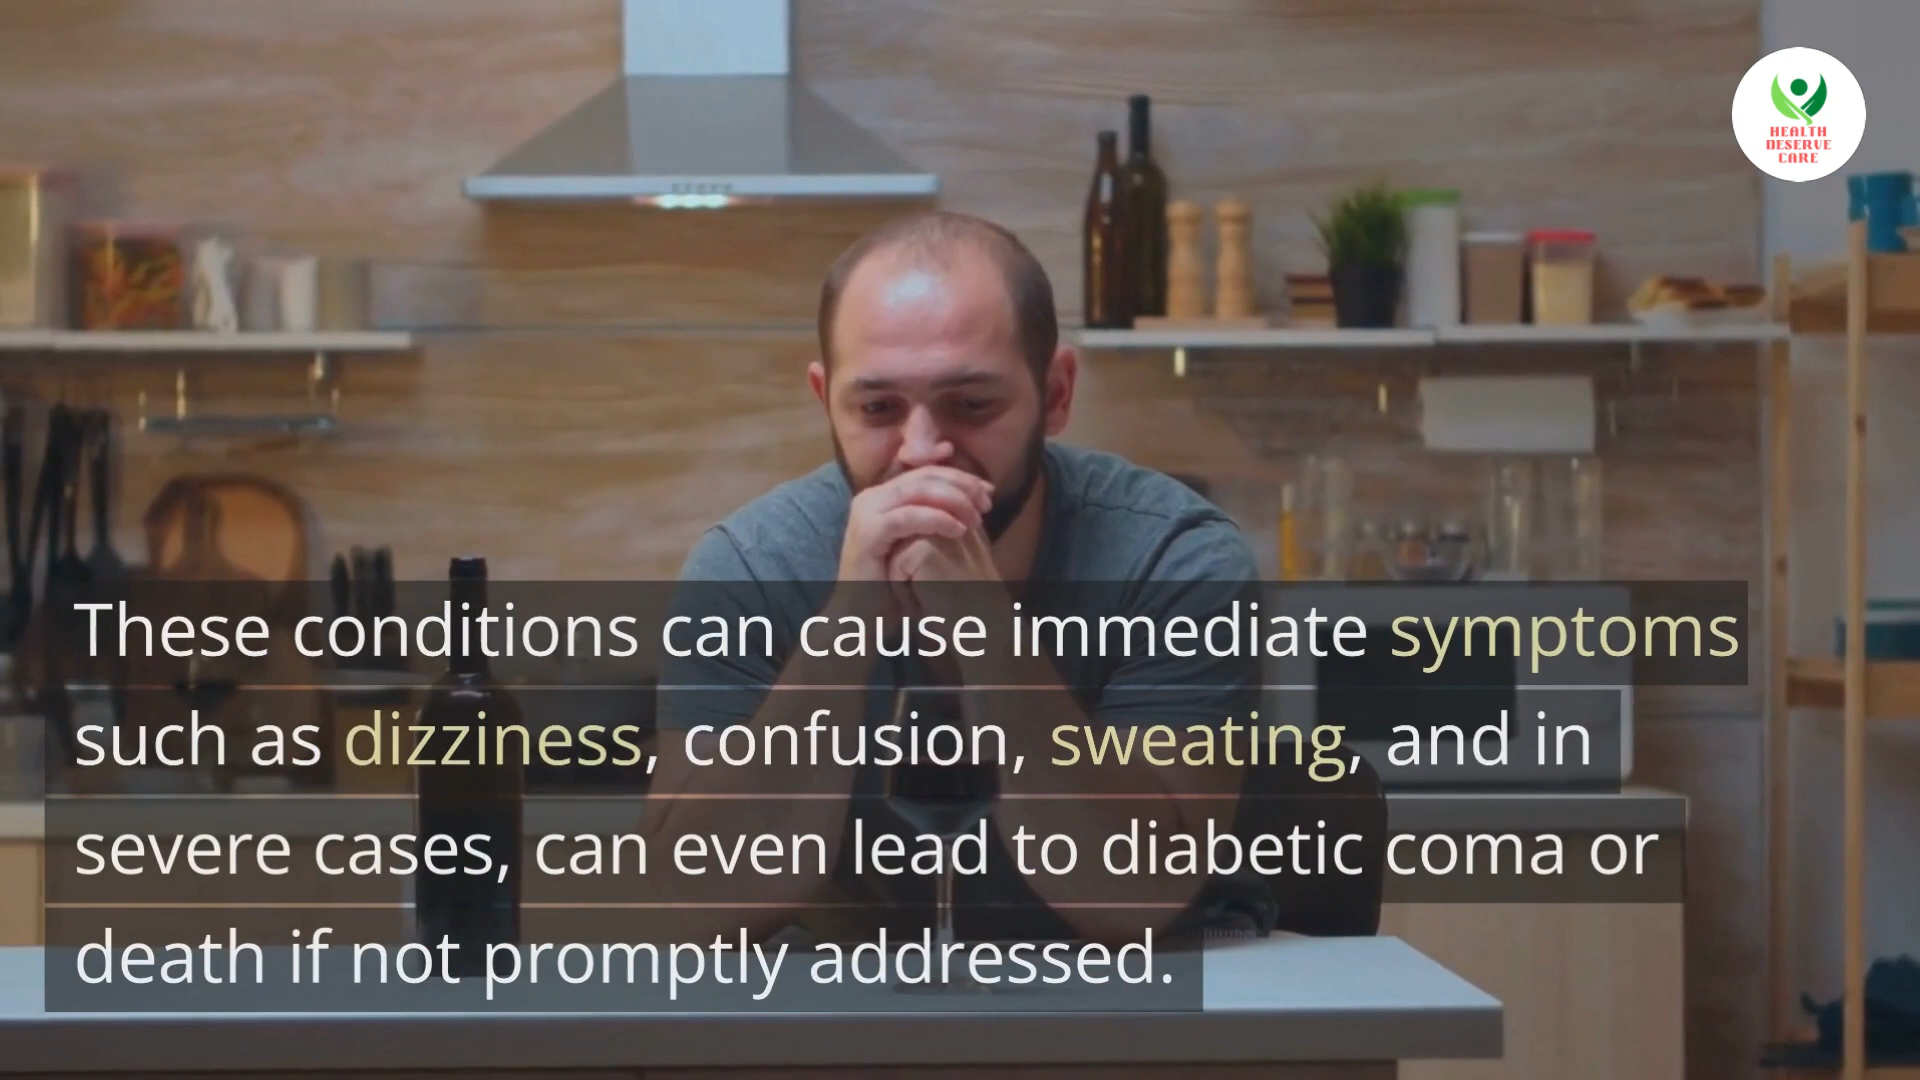 HEALTH
DESERVE
CARE
These conditions can cause immediate symptoms
such as dizziness, confusion, sweating, and in
severe cases, can even lead to diabetic coma or
death if not promptly addressed.